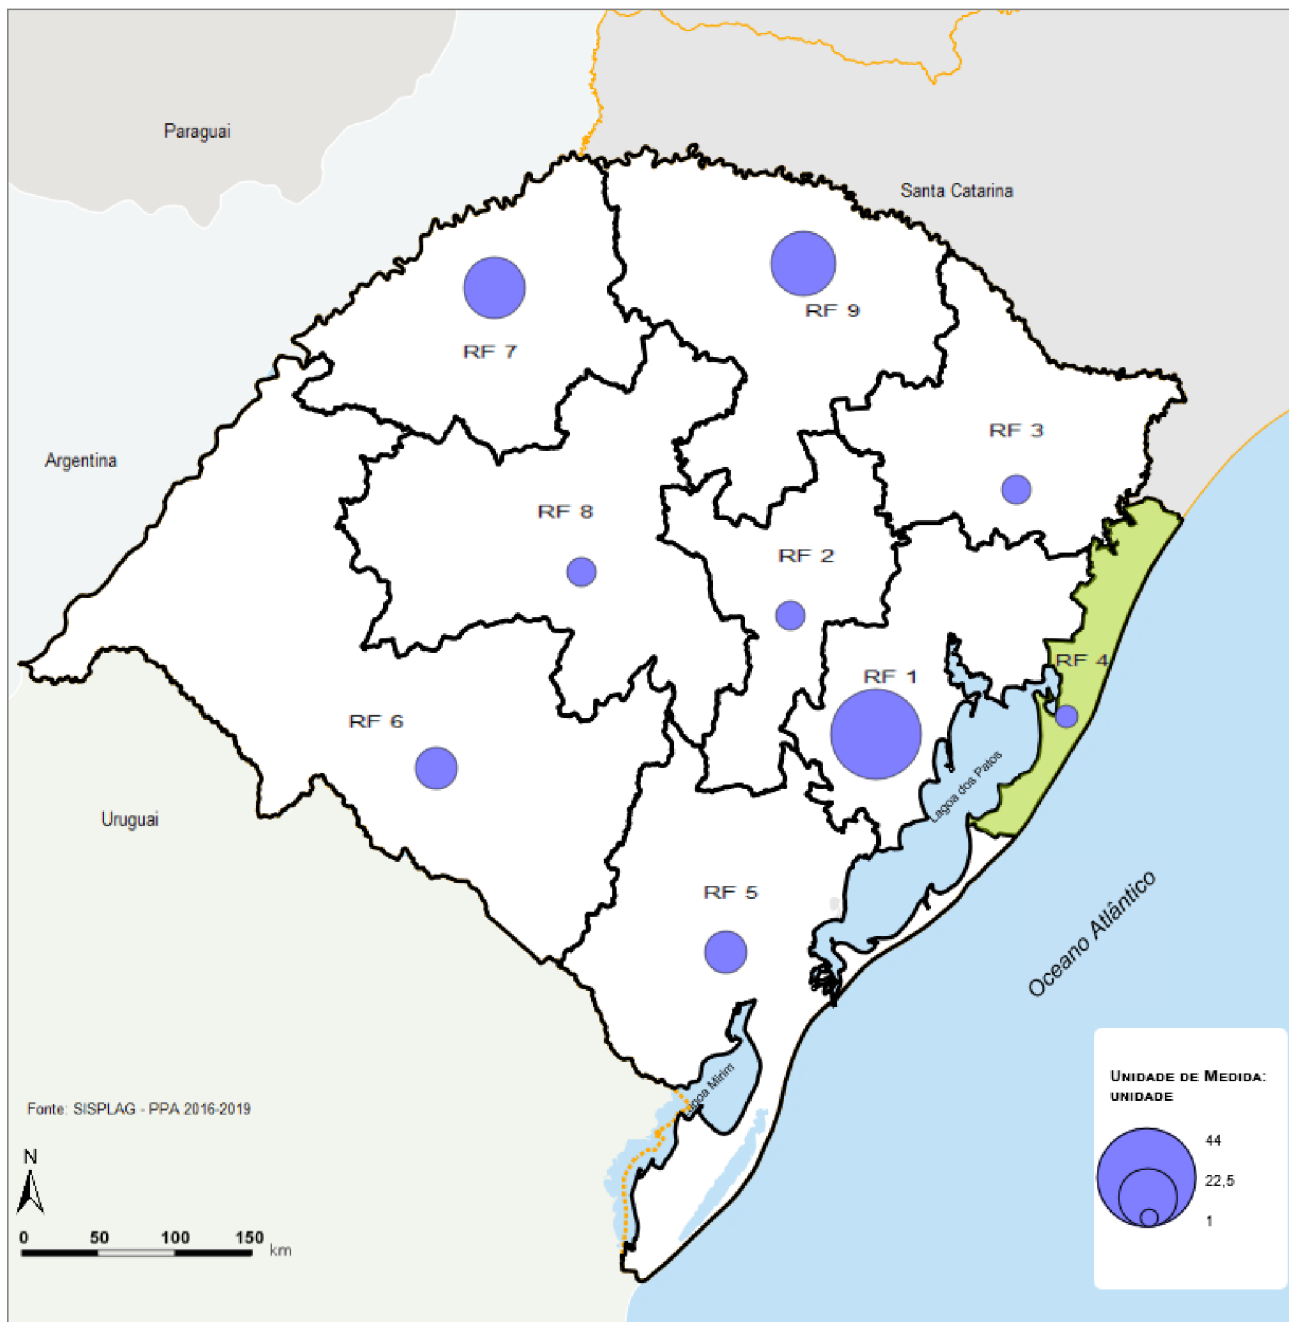 Paraguai
Santa Catarina
RF 9
RF 7
RF 3
Argentina
RF 8
RF 2
RF 4
RF 1
RF 6
Lagoa dos Patos
Uruguai
RF 5
Oceano Atlântico
Lagoa Mirim
Fonte: SISPLAG - PPA 2016-2019
N
0 50 100 150
km
UNIDADE DE MEDIDA:
UNIDADE
44
22,5
1